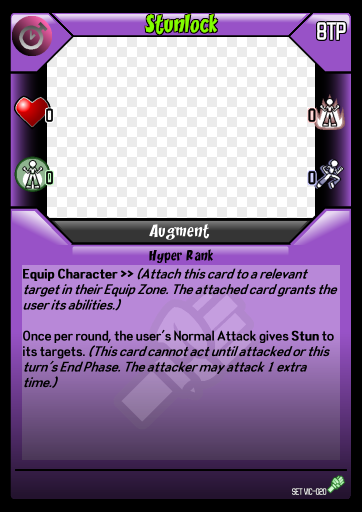 Stunlock
8TP
0
0
0
0
Augment
Hyper Rank
Equip Character >> (Attach this card to a relevant
target in their Equip Zone. The attached card grants the
user its abilities.)
Once per round, the user's Normal Attack gives Stun to
its targets. (This card cannot act until attacked or this
turn's End Phase. The attacker may attack 1 extra
time.)
SET VIC-020